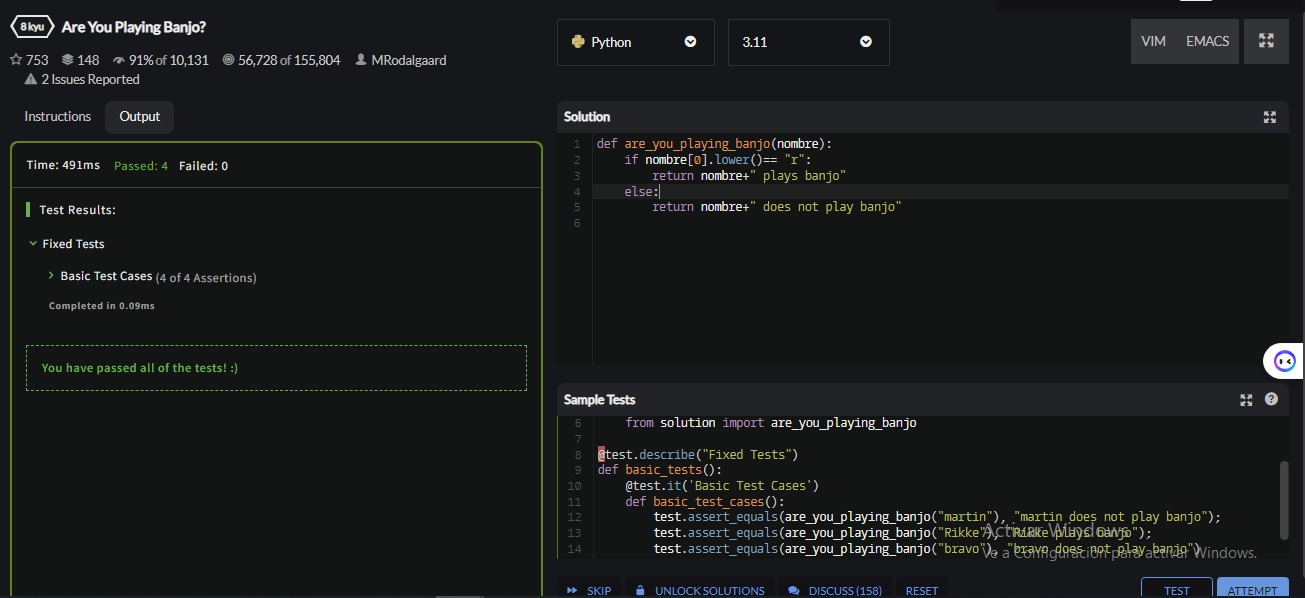 8 kyu Are You Playing Banjo?
753 148 91% of 10,131 56,728 of 155,804 MRodalgaard
2 Issues Reported
Instructions Output
Time: 491ms Passed: 4 Failed: 0
Test Results:
Fixed Tests
Basic Test Cases (4 of 4 Assertions)
Completed in 0.09ms
You have passed all of the tests! :)
Python 3.11 VIM EMACS
Solution
1 def are_you_playing_banjo(nombre):
2 if nombre[0].lower()== "r":
3 return nombre+" plays banjo"
4 else:
5 return nombre+" does not play banjo"
6
Sample Tests
6 from solution import are_you_playing_banjo
7
8 @test.describe("Fixed Tests")
9 def basic_tests():
10 @test.it('Basic Test Cases')
11 def basic_test_cases():
12 test.assert_equals(are_you_playing_banjo("martin"), "martin does not play banjo");
13 test.assert_equals(are_you_playing_banjo("Rikke"), "Rikke plays banjo");
14 test.assert_equals(are_you_playing_banjo("bravo"), "bravo does not play banjo")
Activar Windows
Ve a Configuración para activar Windows.
SKIP UNLOCK SOLUTIONS DISCUSS (158) RESET TEST ATTEMPT